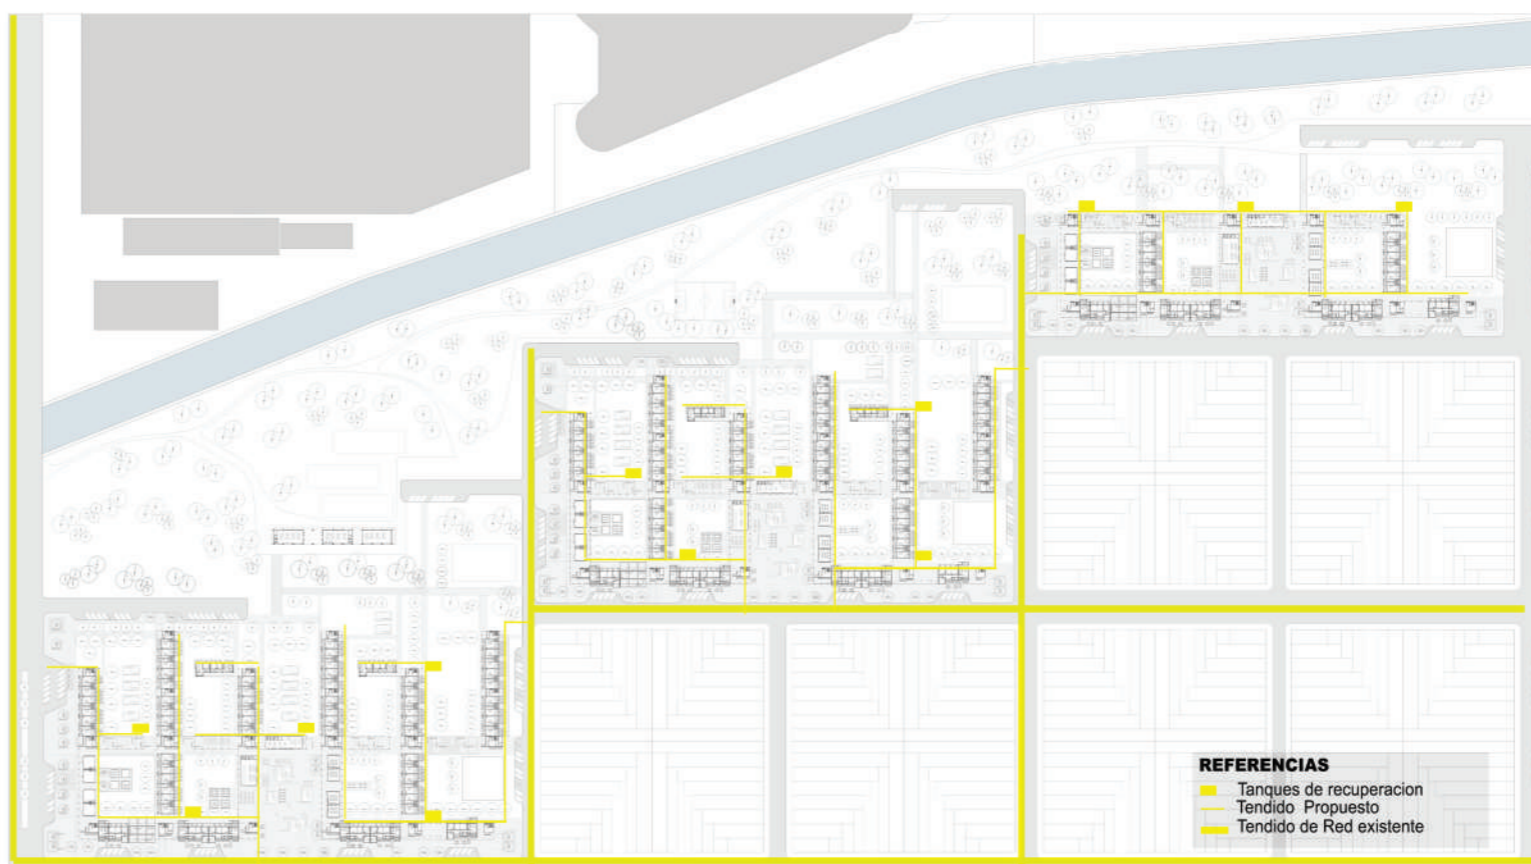 REFERENCIAS
Tanques de recuperacion
Tendido Propuesto
Tendido de Red existente